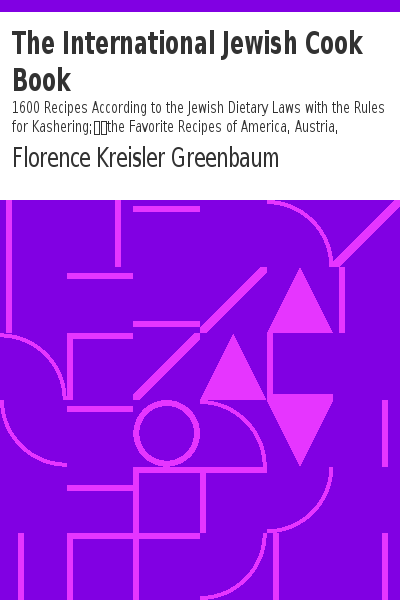 The International Jewish Cook
Book
1600 Recipes According to the Jewish Dietary Laws with the Rules
for Kashering; the Favorite Recipes of America, Austria,
Florence Kreisler Greenbaum